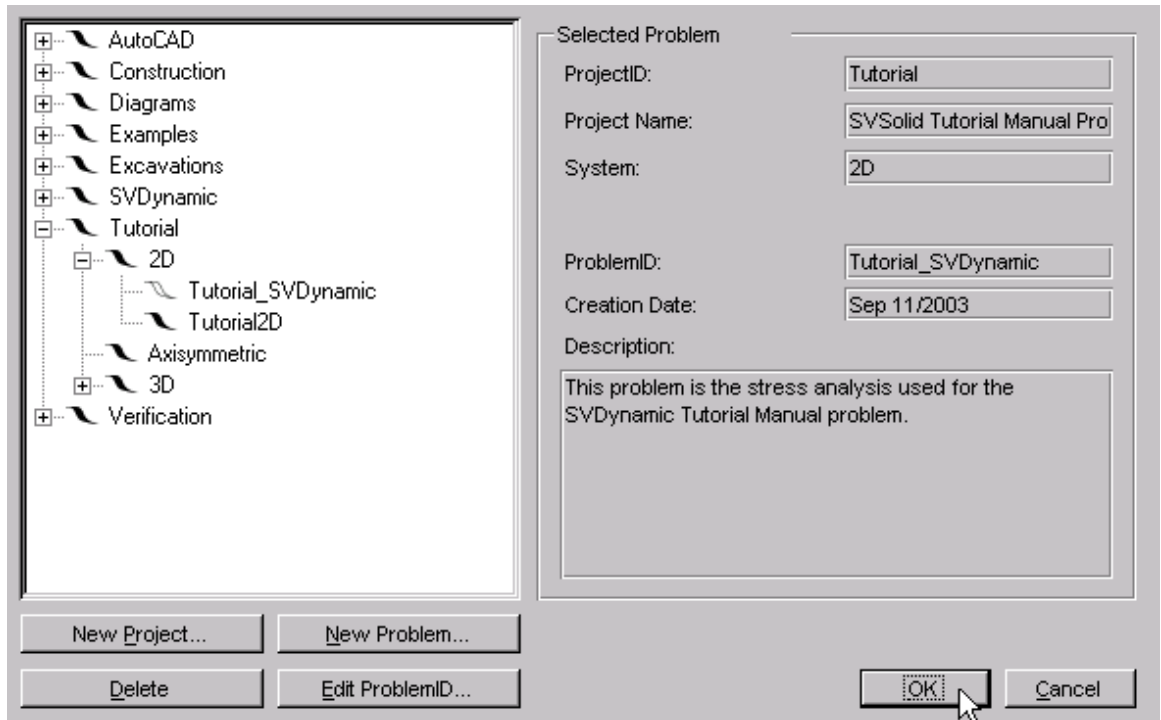 AutoCAD
Construction
Diagrams
Examples
Excavations
SVDynamic
Tutorial
2D
Tutorial_SVDynamic
Tutorial2D
Axisymmetric
3D
Verification
New Project...
New Problem...
Delete
Edit ProblemID...
Selected Problem
ProjectID: Tutorial
Project Name: SVSolid Tutorial Manual Pro
System: 2D
ProblemID: Tutorial_SVDynamic
Creation Date: Sep 11/2003
Description:
This problem is the stress analysis used for the
SVDynamic Tutorial Manual problem.
OK
Cancel